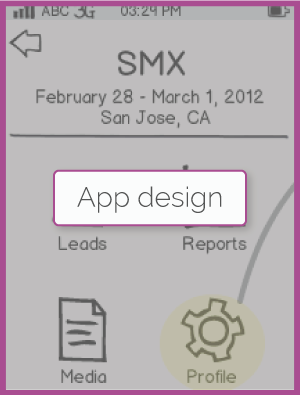 ABC 3G 03:29 PM
SMX
February 28 - March 1, 2012
San Jose, CA
App design
Leads Reports
Media Profile